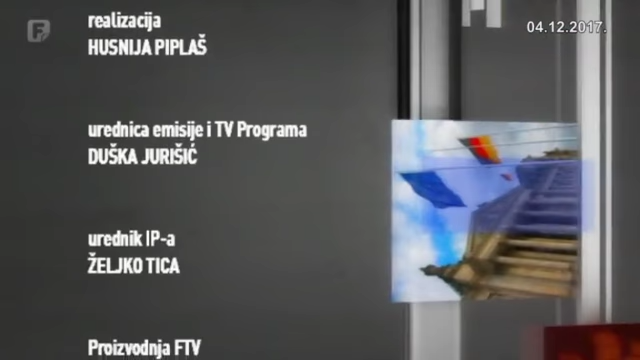 04.12.2017.
realizacija
HUSNIJA PIPLAŠ
urednica emisije i TV Programa
DUŠKA JURIŠIĆ
urednik IP-a
ŽELJKO TICA
Proizvodnja FTV